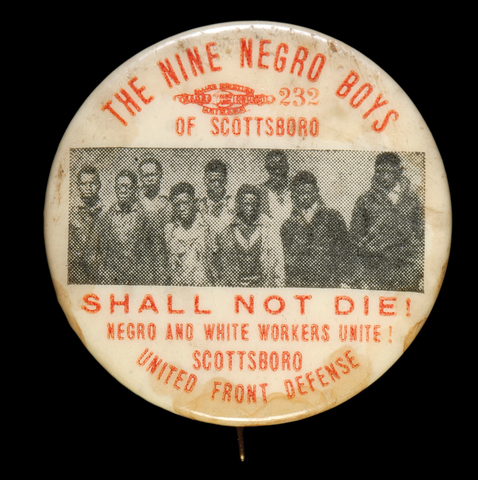 THE NINE NEGRO BOYS
232
OF SCOTTSBORO
SHALL NOT DIE!
NEGRO AND WHITE WORKERS UNITE!
SCOTTSBORO
UNITED FRONT DEFENSE